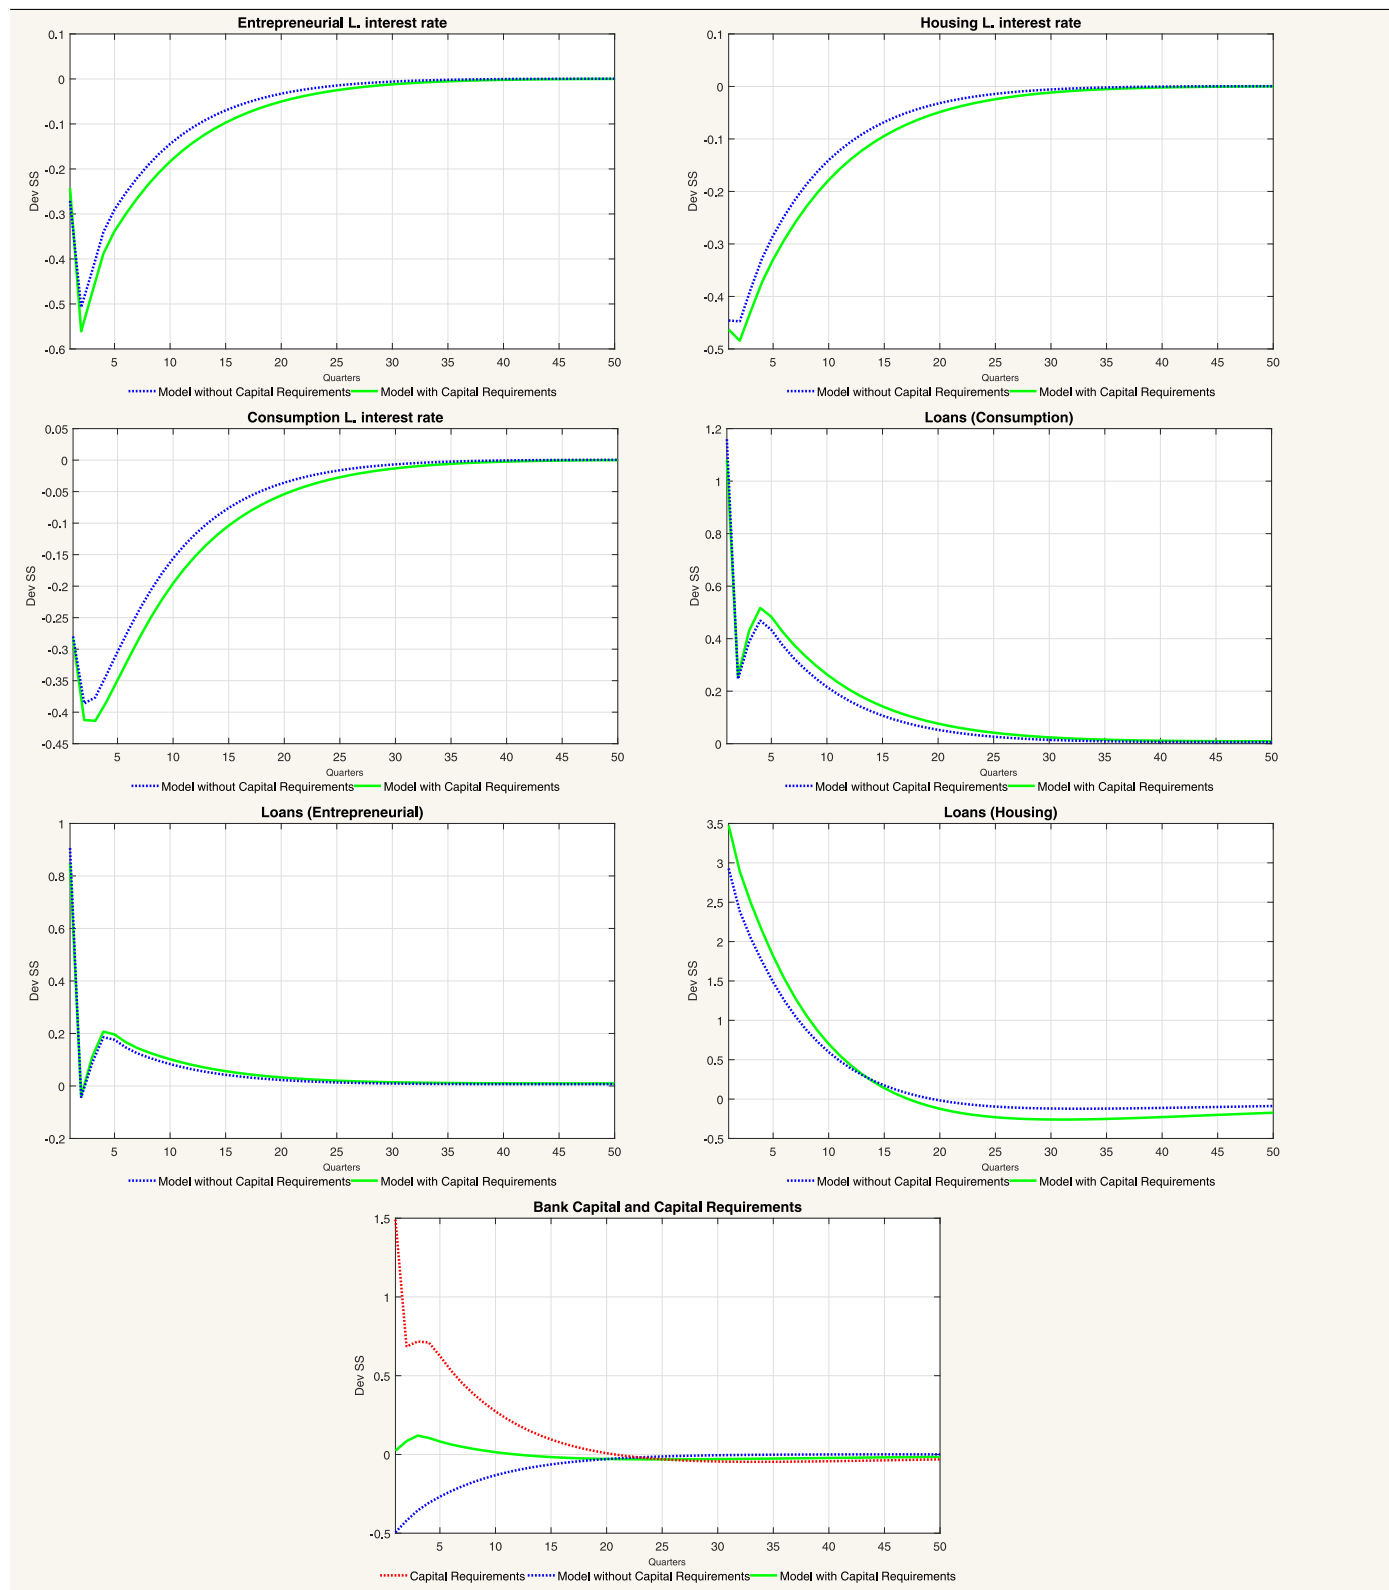 Entrepreneurial L. interest rate
0.1
0
-0.1
-0.2
-0.3
-0.4
-0.5
-0.6
Dev SS
5 10 15 20 25 30 35 40 45 50
Quarters
Model without Capital Requirements Model with Capital Requirements
Housing L. interest rate
0.1
0
-0.1
-0.2
-0.3
-0.4
-0.5
Dev SS
5 10 15 20 25 30 35 40 45 50
Quarters
Model without Capital Requirements Model with Capital Requirements
Consumption L. interest rate
0.05
0
-0.05
-0.1
-0.15
-0.2
-0.25
-0.3
-0.35
-0.4
-0.45
Dev SS
5 10 15 20 25 30 35 40 45 50
Quarters
Model without Capital Requirements Model with Capital Requirements
Loans (Consumption)
1.2
1
0.8
0.6
0.4
0.2
0
Dev SS
5 10 15 20 25 30 35 40 45 50
Quarters
Model without Capital Requirements Model with Capital Requirements
Loans (Entrepreneurial)
1
0.8
0.6
0.4
0.2
0
-0.2
Dev SS
5 10 15 20 25 30 35 40 45 50
Quarters
Model without Capital Requirements Model with Capital Requirements
Loans (Housing)
3.5
3
2.5
2
1.5
1
0.5
0
-0.5
Dev SS
5 10 15 20 25 30 35 40 45 50
Quarters
Model without Capital Requirements Model with Capital Requirements
Bank Capital and Capital Requirements
1.5
1
0.5
0
-0.5
Dev SS
5 10 15 20 25 30 35 40 45 50
Quarters
Capital Requirements Model without Capital Requirements Model with Capital Requirements